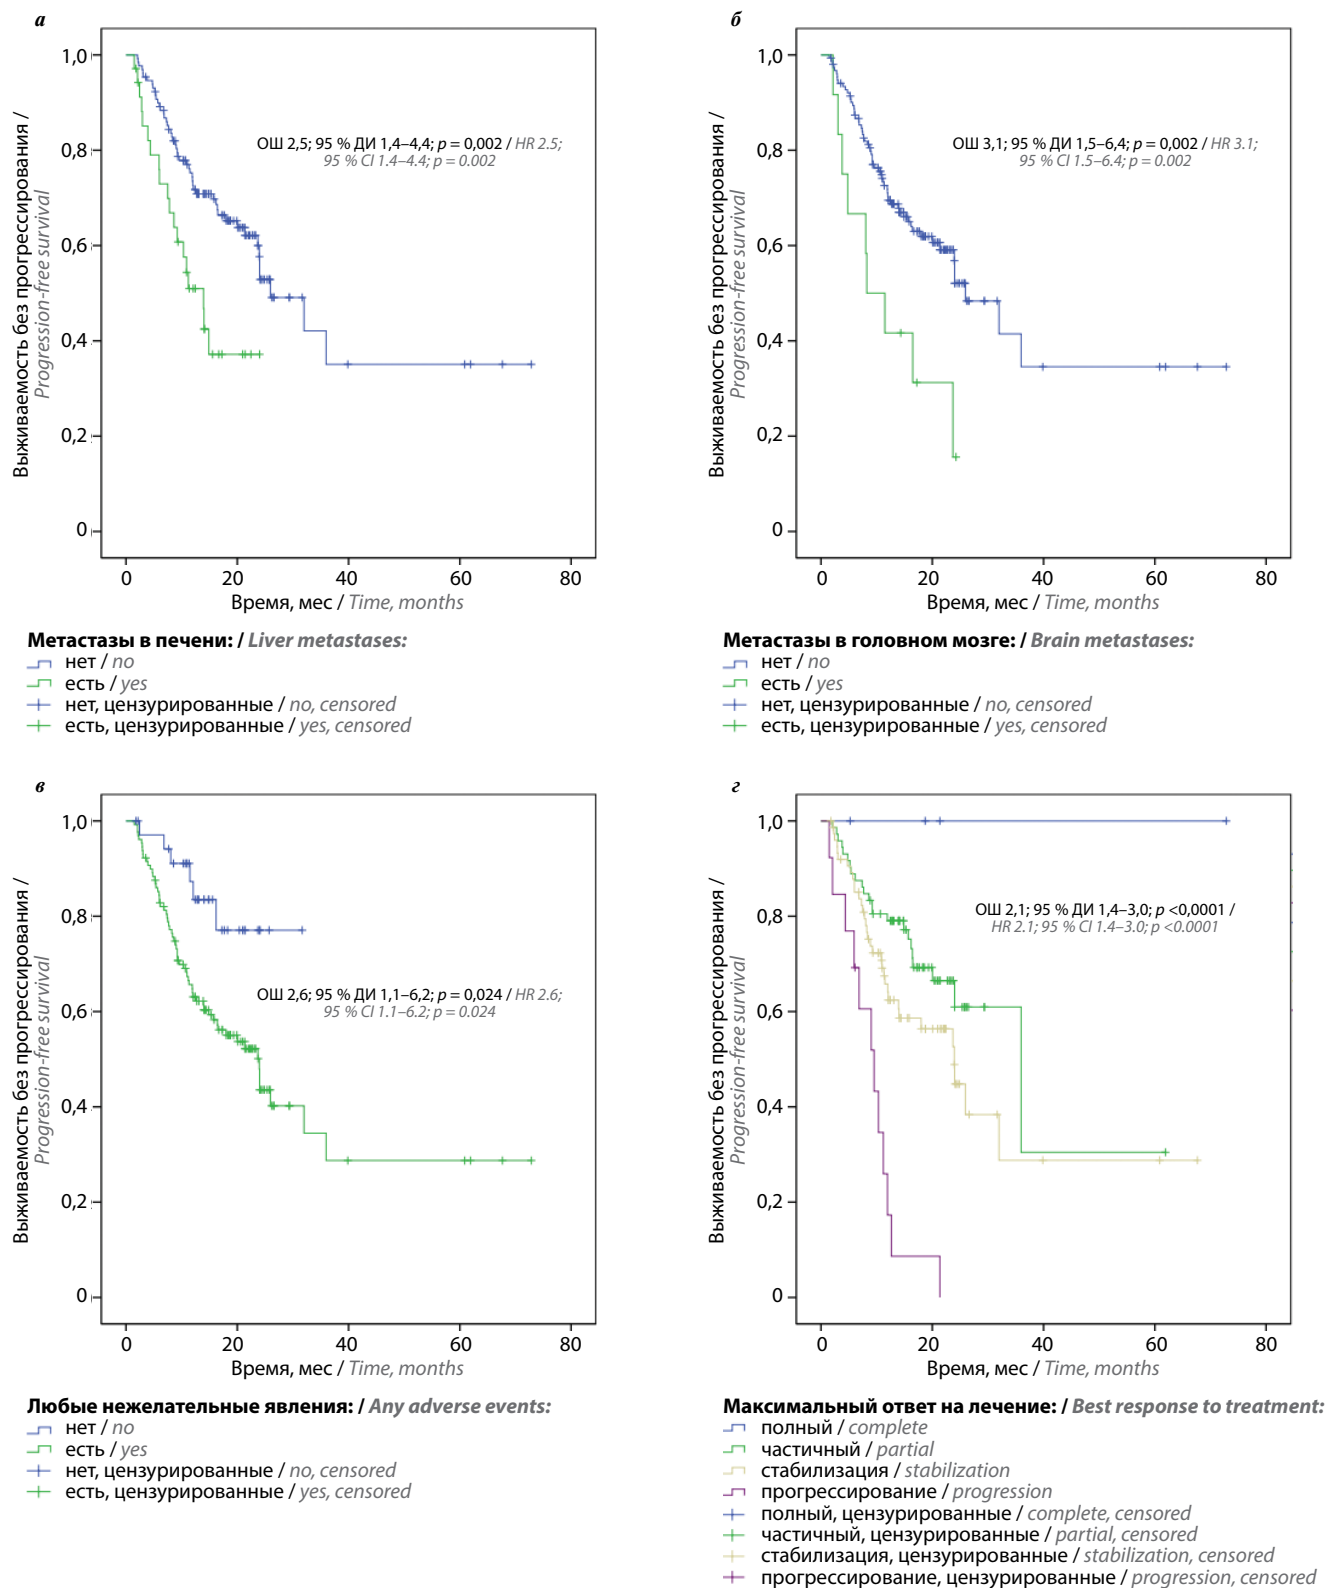 а
1,0
0,8
0,6
0,4
0,2
0
Выживаемость без прогрессирования /
Progression-free survival
ОШ 2,5; 95 % ДИ 1,4–4,4; p = 0,002 / HR 2.5;
95 % CI 1.4–4.4; p = 0.002
0 20 40 60 80
Время, мес / Time, months
Метастазы в печени: / Liver metastases:
нет / no
есть / yes
нет, цензурированные / no, censored
есть, цензурированные / yes, censored
б
1,0
0,8
0,6
0,4
0,2
0
Выживаемость без прогрессирования /
Progression-free survival
ОШ 3,1; 95 % ДИ 1,5–6,4; p = 0,002 / HR 3.1;
95 % CI 1.5–6.4; p = 0.002
0 20 40 60 80
Время, мес / Time, months
Метастазы в головном мозге: / Brain metastases:
нет / no
есть / yes
нет, цензурированные / no, censored
есть, цензурированные / yes, censored
в
1,0
0,8
0,6
0,4
0,2
0
Выживаемость без прогрессирования /
Progression-free survival
ОШ 2,6; 95 % ДИ 1,1–6,2; p = 0,024 / HR 2.6;
95 % CI 1.1–6.2; p = 0.024
0 20 40 60 80
Время, мес / Time, months
Любые нежелательные явления: / Any adverse events:
нет / no
есть / yes
нет, цензурированные / no, censored
есть, цензурированные / yes, censored
г
1,0
0,8
0,6
0,4
0,2
0
Выживаемость без прогрессирования /
Progression-free survival
ОШ 2,1; 95 % ДИ 1,4–3,0; p <0,0001 /
HR 2.1; 95 % CI 1.4–3.0; p <0.0001
0 20 40 60 80
Время, мес / Time, months
Максимальный ответ на лечение: / Best response to treatment:
полный / complete
частичный / partial
стабилизация / stabilization
прогрессирование / progression
полный, цензурированные / complete, censored
частичный, цензурированные / partial, censored
стабилизация, цензурированные / stabilization, censored
прогрессирование, цензурированные / progression, censored